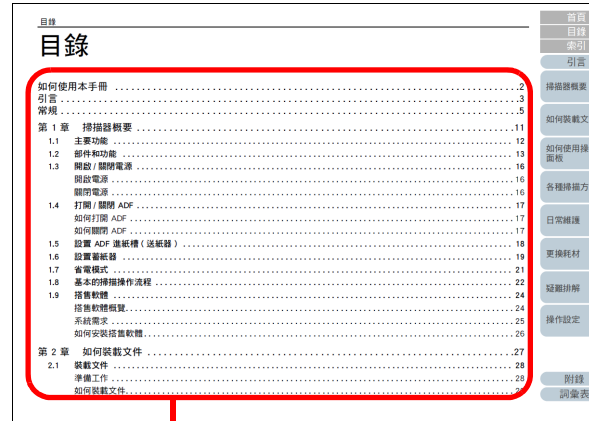 目錄
目錄
如何使用本手冊 ........ 2
引言 ........ 3
常規 ........ 5
第 1 章 掃描器概要 ........ 11
1.1 主要功能 ........ 12
1.2 部件和功能 ........ 13
1.3 開啟 / 關閉電源 ........ 16
開啟電源 ........ 16
關閉電源 ........ 16
1.4 打開 / 關閉 ADF ........ 17
如何打開 ADF ........ 17
如何關閉 ADF ........ 17
1.5 設置 ADF 進紙槽 ( 送紙器 ) ........ 18
1.6 設置蓄紙器 ........ 19
1.7 省電模式 ........ 21
1.8 基本的掃描操作流程 ........ 22
1.9 搭售軟體 ........ 24
搭售軟體概覽 ........ 24
系統需求 ........ 25
如何安裝搭售軟體 ........ 26
第 2 章 如何裝載文件 ........ 27
2.1 裝載文件 ........ 28
準備工作 ........ 28
如何裝載文件 ........
首頁
目錄
索引
引言
掃描器概要
如何裝載文
如何使用操
面板
各種掃描方
日常維護
更換耗材
疑難排解
操作設定
附錄
詞彙表